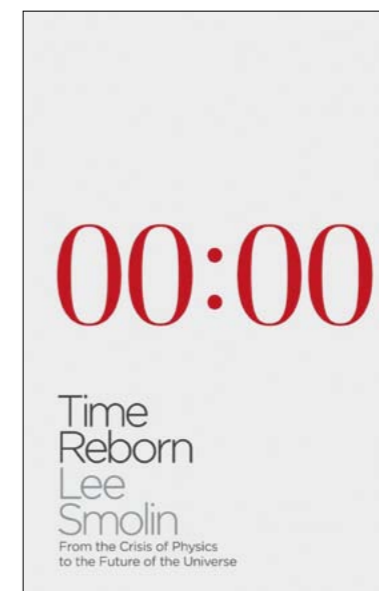 00:00
Time
Reborn
Lee
Smolin
From the Crisis of Physics
to the Future of the Universe